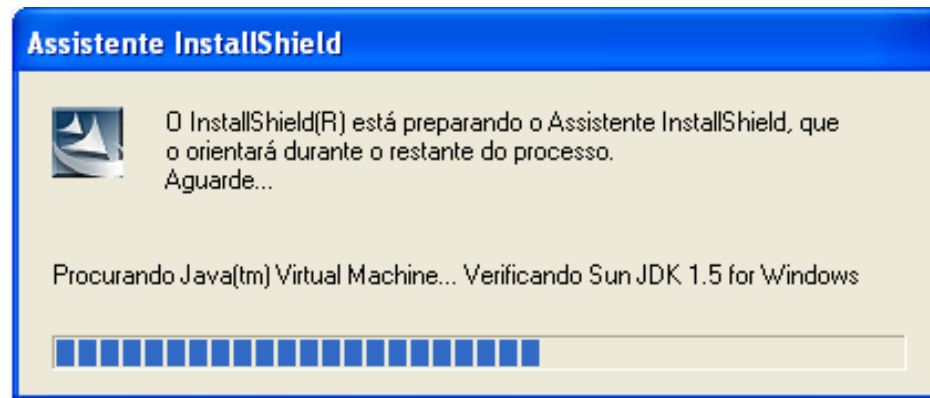 Assistente InstallShield
O InstallShield(R) está preparando o Assistente InstallShield, que
o orientará durante o restante do processo.
Aguarde...
Procurando Java(tm) Virtual Machine... Verificando Sun JDK 1.5 for Windows